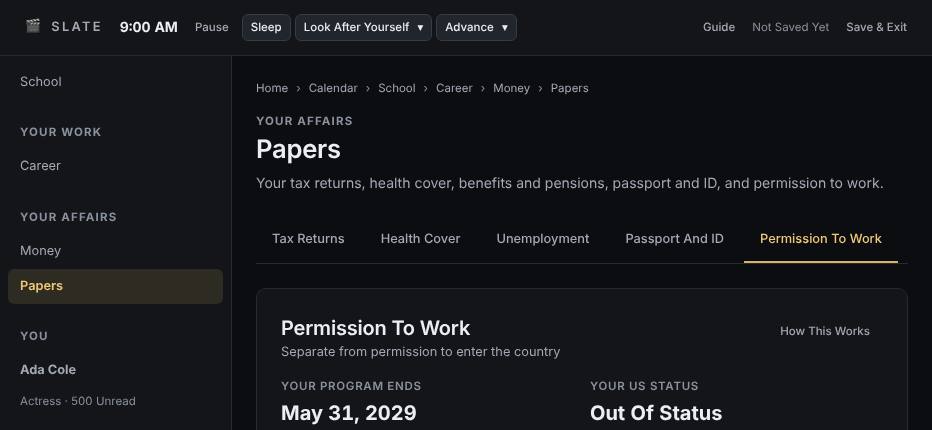 🎬 SLATE 9:00 AM Pause Sleep Look After Yourself ▾ Advance ▾ Guide Not Saved Yet Save & Exit
School
YOUR WORK
Career
YOUR AFFAIRS
Money
Papers
YOU
Ada Cole
Actress · 500 Unread
Home › Calendar › School › Career › Money › Papers
YOUR AFFAIRS
Papers
Your tax returns, health cover, benefits and pensions, passport and ID, and permission to work.
Tax Returns Health Cover Unemployment Passport And ID Permission To Work
Permission To Work How This Works
Separate from permission to enter the country
YOUR PROGRAM ENDS YOUR US STATUS
May 31, 2029 Out Of Status